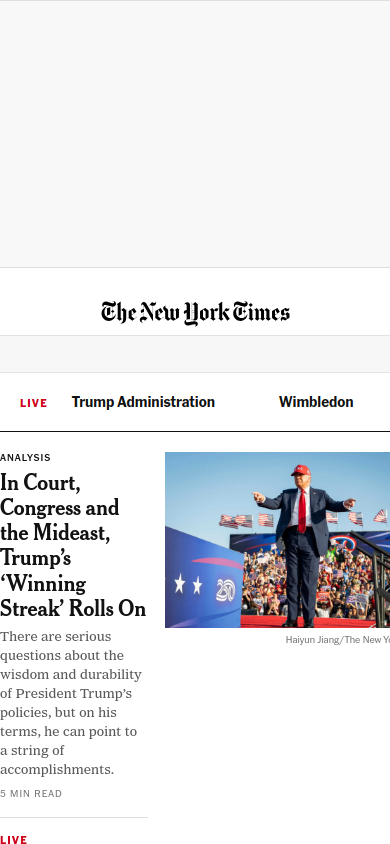 The New York Times
LIVE
Trump Administration
Wimbledon
ANALYSIS
In Court,
Congress and
the Mideast,
Trump’s
‘Winning
Streak’ Rolls On
There are serious
questions about the
wisdom and durability
of President Trump’s
policies, but on his
terms, he can point to
a string of
accomplishments.
5 MIN READ
250
Haiyun Jiang/The New Yo
LIVE